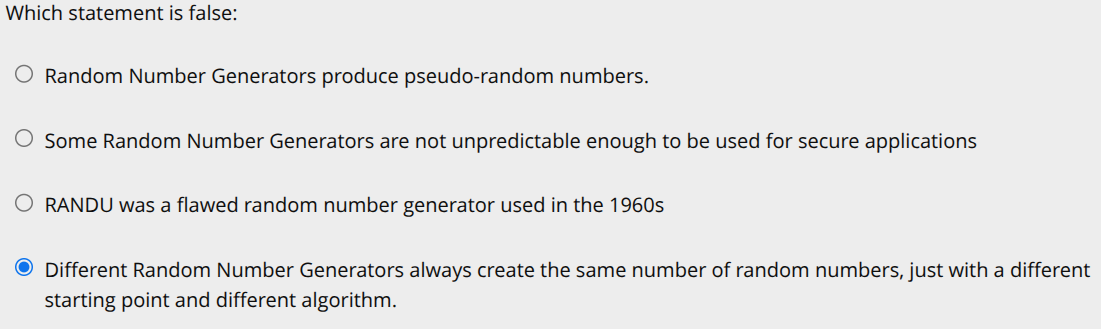 Which statement is false:
Random Number Generators produce pseudo-random numbers.
Some Random Number Generators are not unpredictable enough to be used for secure applications
RANDU was a flawed random number generator used in the 1960s
Different Random Number Generators always create the same number of random numbers, just with a different
starting point and different algorithm.